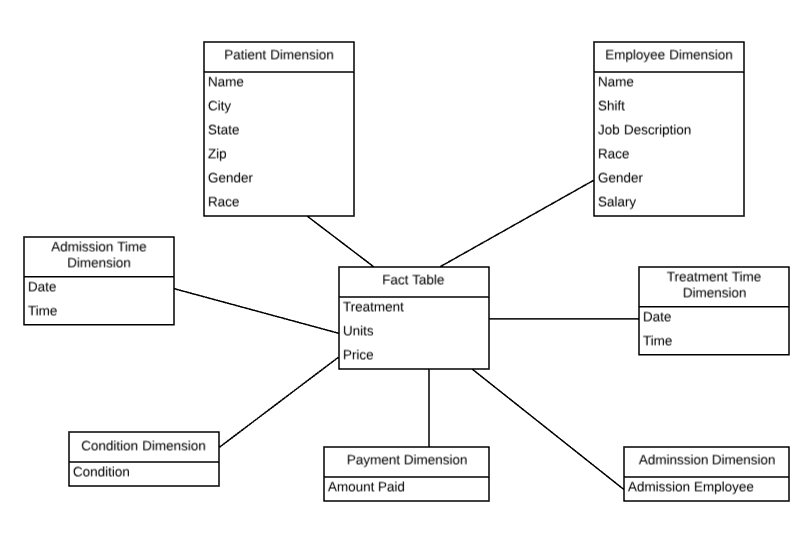 Patient Dimension
Name
City
State
Zip
Gender
Race
Employee Dimension
Name
Shift
Job Description
Race
Gender
Salary
Admission Time
Dimension
Date
Time
Fact Table
Treatment
Units
Price
Treatment Time
Dimension
Date
Time
Condition Dimension
Condition
Payment Dimension
Amount Paid
Adminssion Dimension
Admission Employee